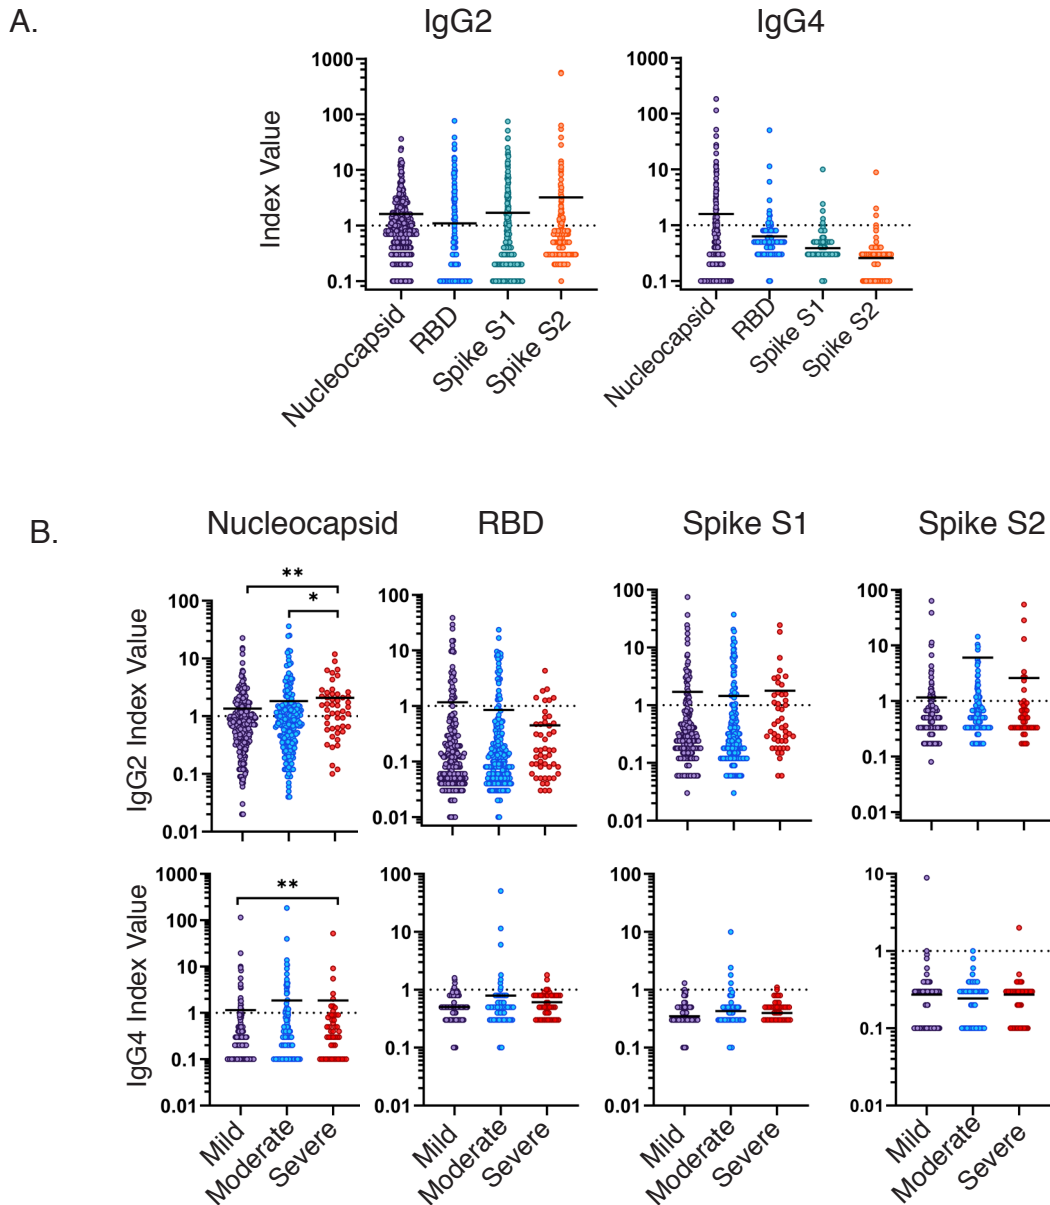 A.
IgG2
IgG4
Index Value
1000
100
10
1
0.1
1000
100
10
1
0.1
Nucleocapsid
RBD
Spike S1
Spike S2
Nucleocapsid
RBD
Spike S1
Spike S2
B.
Nucleocapsid
RBD
Spike S1
Spike S2
IgG2 Index Value
**
*
100
10
1
0.1
0.01
100
10
1
0.1
0.01
100
10
1
0.1
0.01
100
10
1
0.1
0.01
IgG4 Index Value
**
1000
100
10
1
0.1
0.01
100
10
1
0.1
0.01
100
10
1
0.1
0.01
10
1
0.1
0.01
Mild
Moderate
Severe
Mild
Moderate
Severe
Mild
Moderate
Severe
Mild
Moderate
Severe